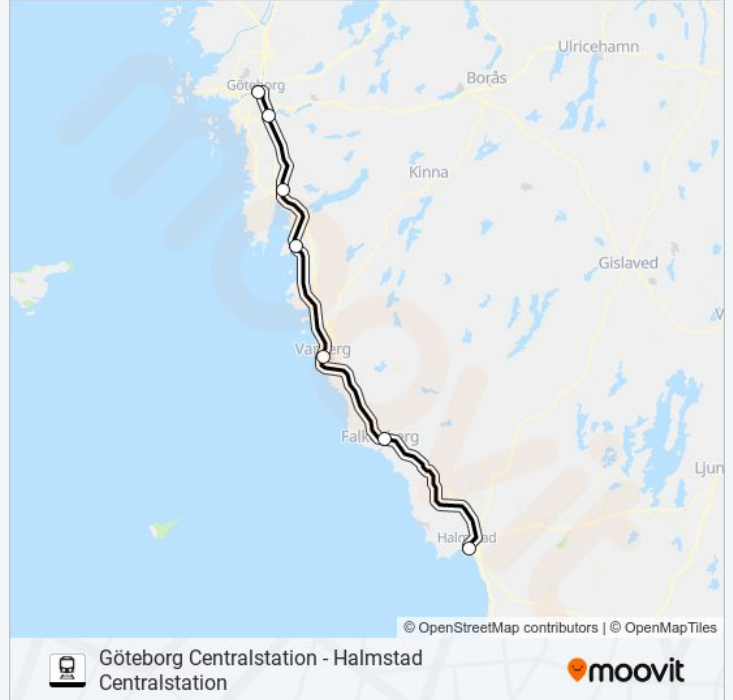 Ulricehamn
Borås
Göteborg
Kinna
Gislaved
Varberg
Falkenberg
Ljun
Halmstad
© OpenStreetMap contributors | © OpenMapTiles
Göteborg Centralstation - Halmstad
Centralstation
moovit